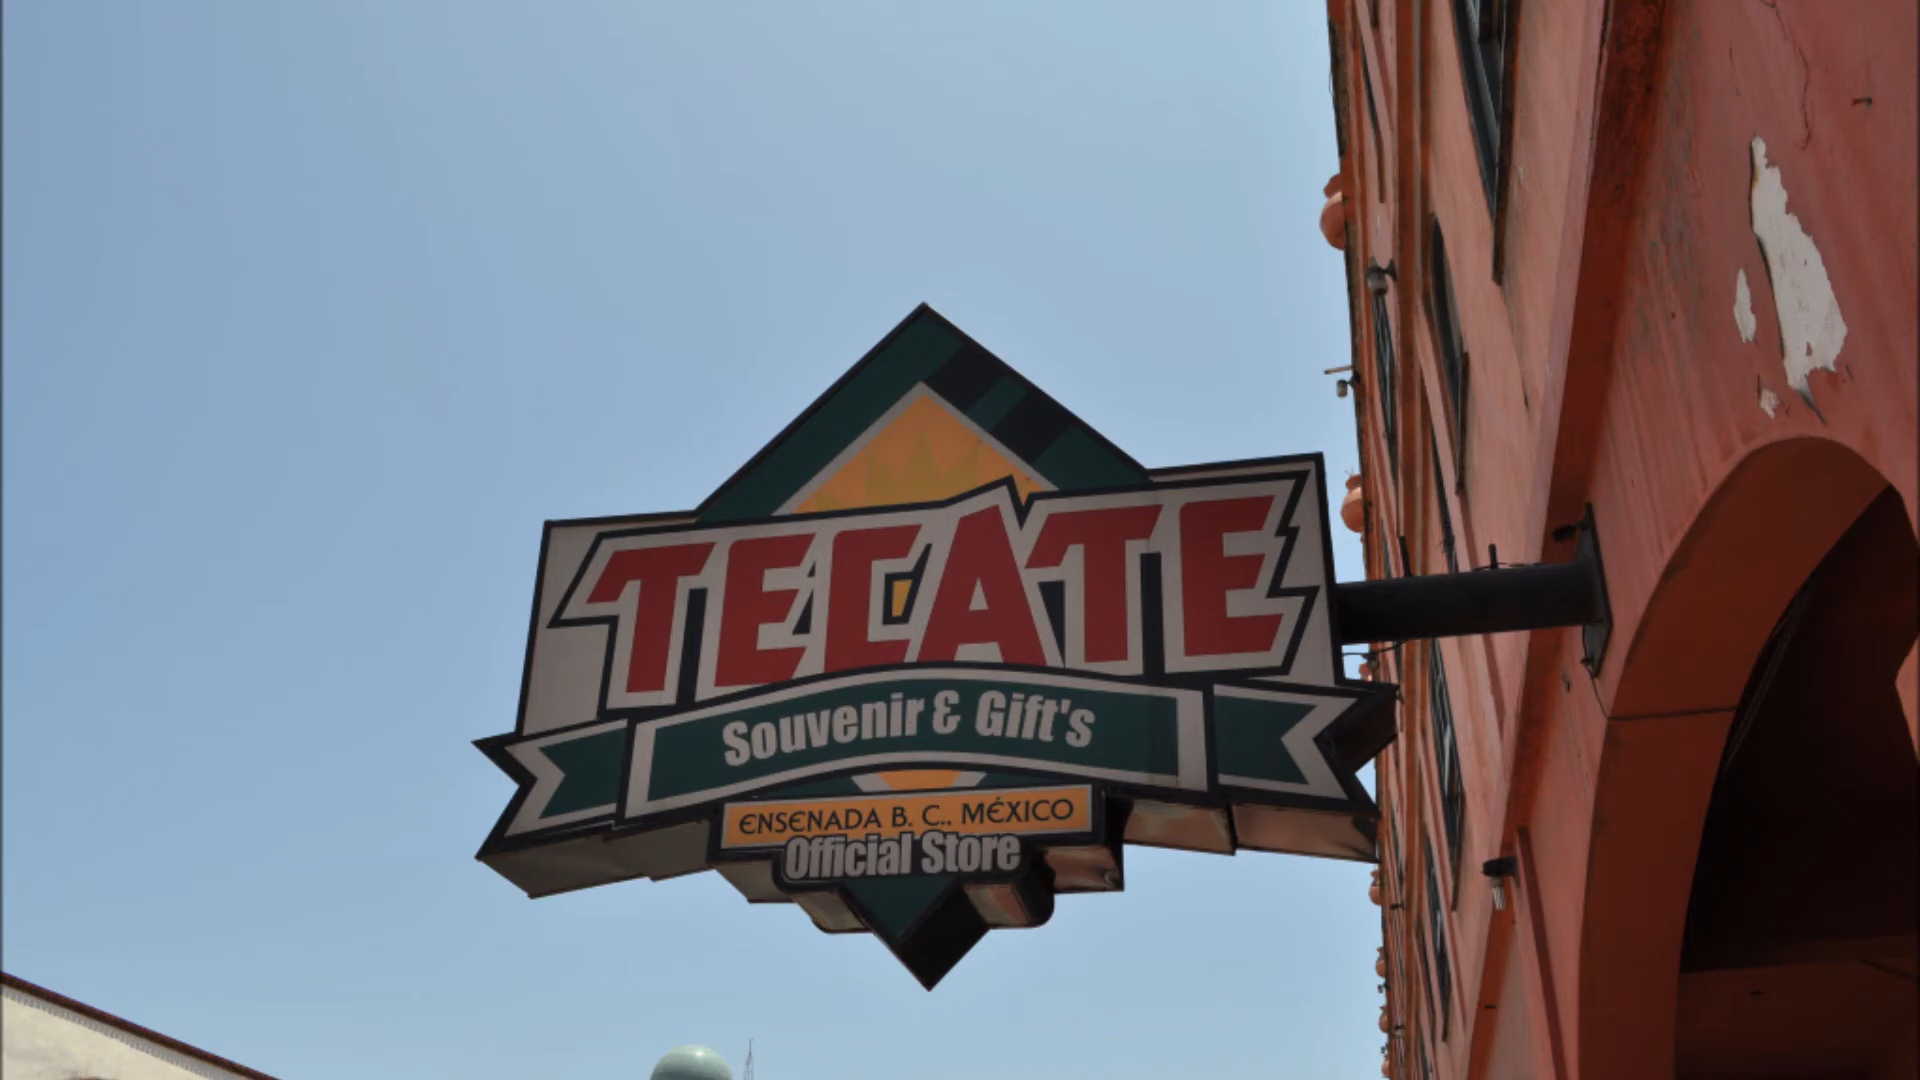 TECATE
Souvenir & Gift's
ENSENADA B. C., MÉXICO
Official Store